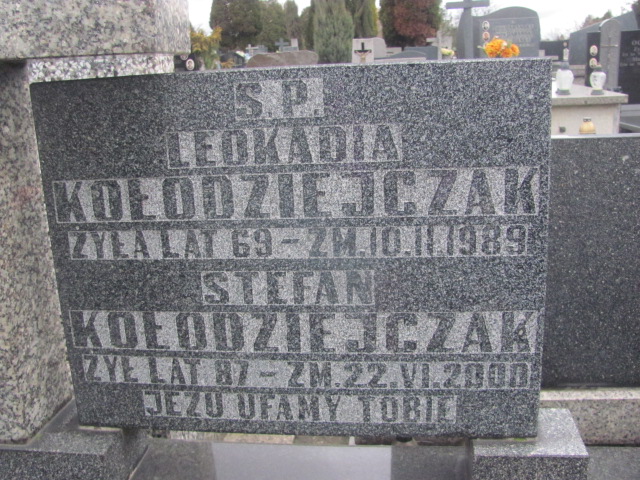 Ś.P.
LEOKADIA
KOŁODZIEJCZAK
ŻYŁA LAT 69 - ZM. 10.II.1989
STEFAN
KOŁODZIEJCZAK
ŻYŁ LAT 87 - ZM. 22.VI.2000
JEZU UFAMY TOBIE